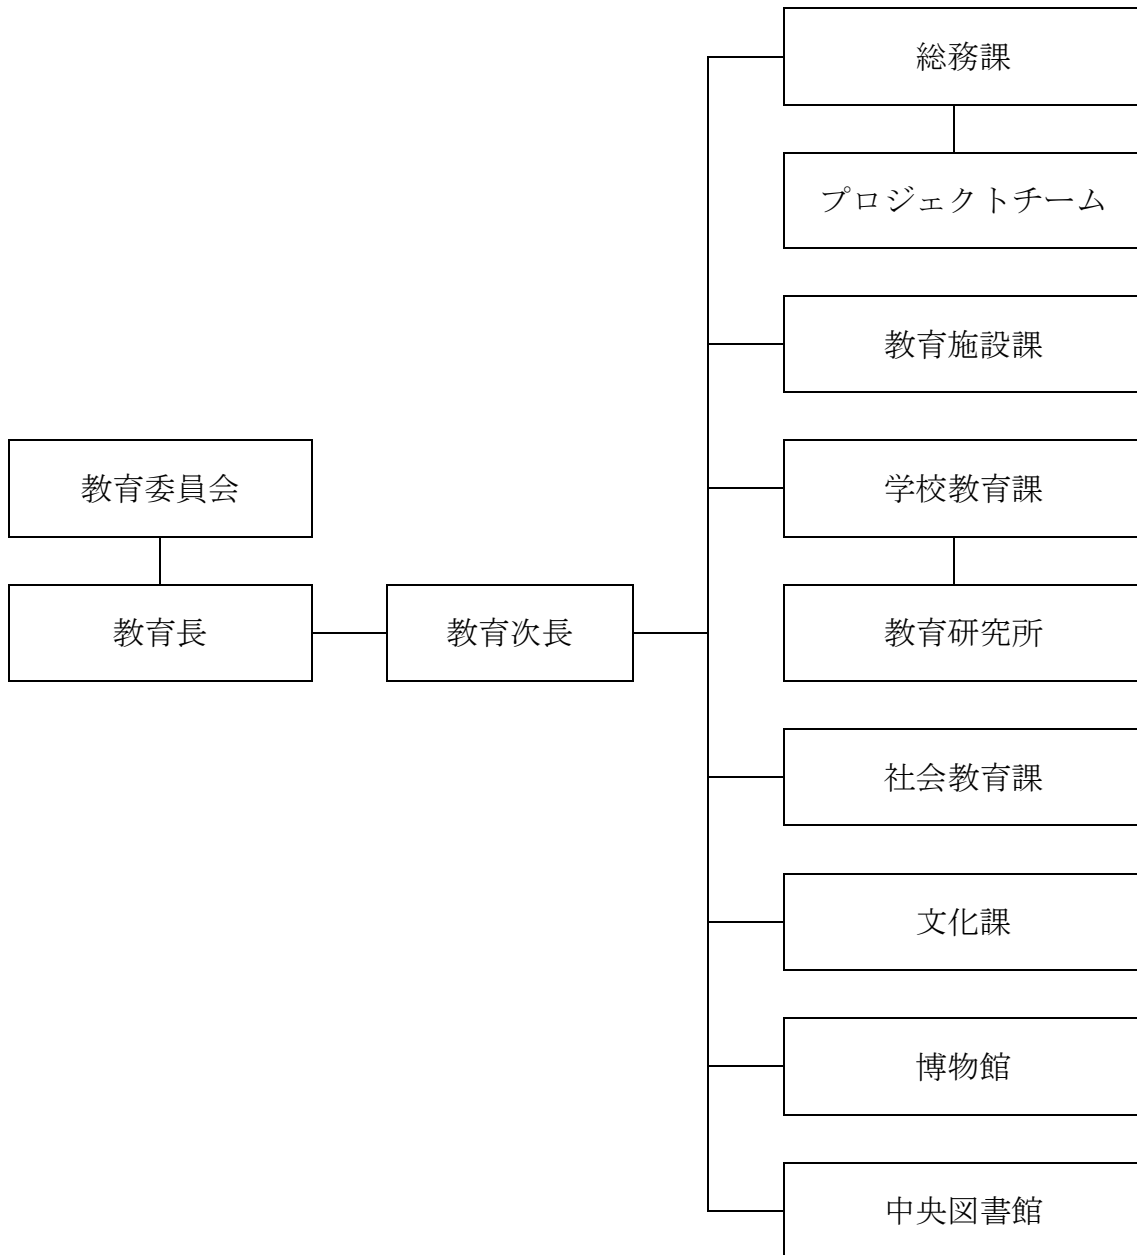 総務課
プロジェクトチーム
教育施設課
教育委員会
学校教育課
教育長
教育次長
教育研究所
社会教育課
文化課
博物館
中央図書館